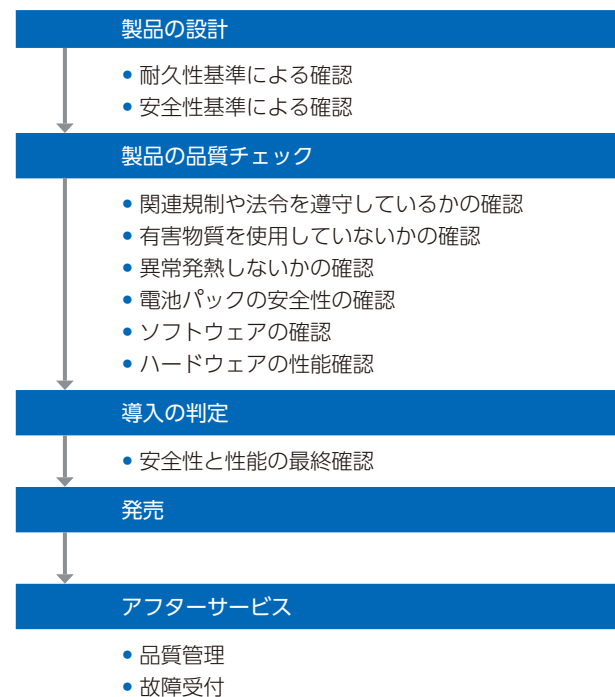 製品の設計
• 耐久性基準による確認
• 安全性基準による確認
製品の品質チェック
• 関連規制や法令を遵守しているかの確認
• 有害物質を使用していないかの確認
• 異常発熱しないかの確認
• 電池パックの安全性の確認
• ソフトウェアの確認
• ハードウェアの性能確認
導入の判定
• 安全性と性能の最終確認
発売
アフターサービス
• 品質管理
• 故障受付